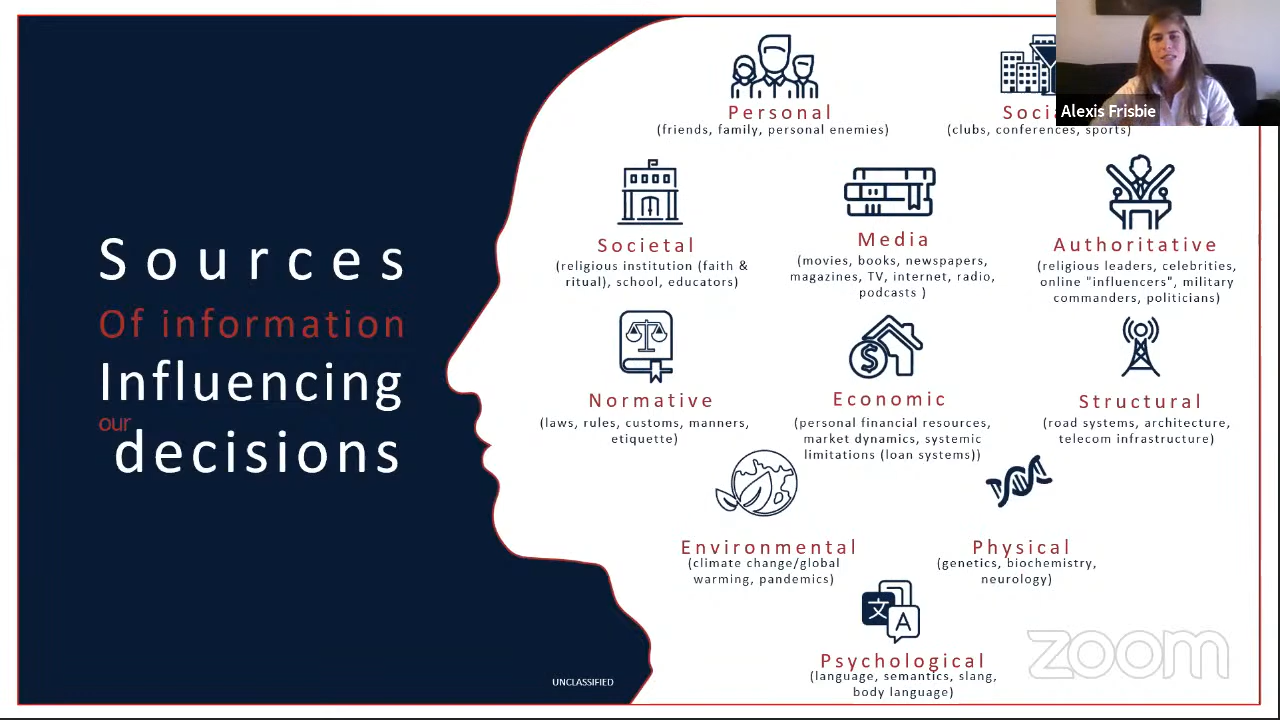 Sources
Of information
Influencing
our
decisions
Personal
(friends, family, personal enemies)
(clubs, conferences, sports)
Alexis Frisbie
Societal
(religious institution (faith &
ritual), school, educators)
Media
(movies, books, newspapers,
magazines, TV, internet, radio,
podcasts )
Authoritative
(religious leaders, celebrities,
online "influencers", military
commanders, politicians)
Normative
(laws, rules, customs, manners,
etiquette)
Economic
(personal financial resources,
market dynamics, systemic
limitations (loan systems))
Structural
(road systems, architecture,
telecom infrastructure)
Environmental
(climate change/global
warming, pandemics)
Physical
(genetics, biochemistry,
neurology)
文
A
Psychological
(language, semantics, slang,
body language)
UNCLASSIFIED
zoom